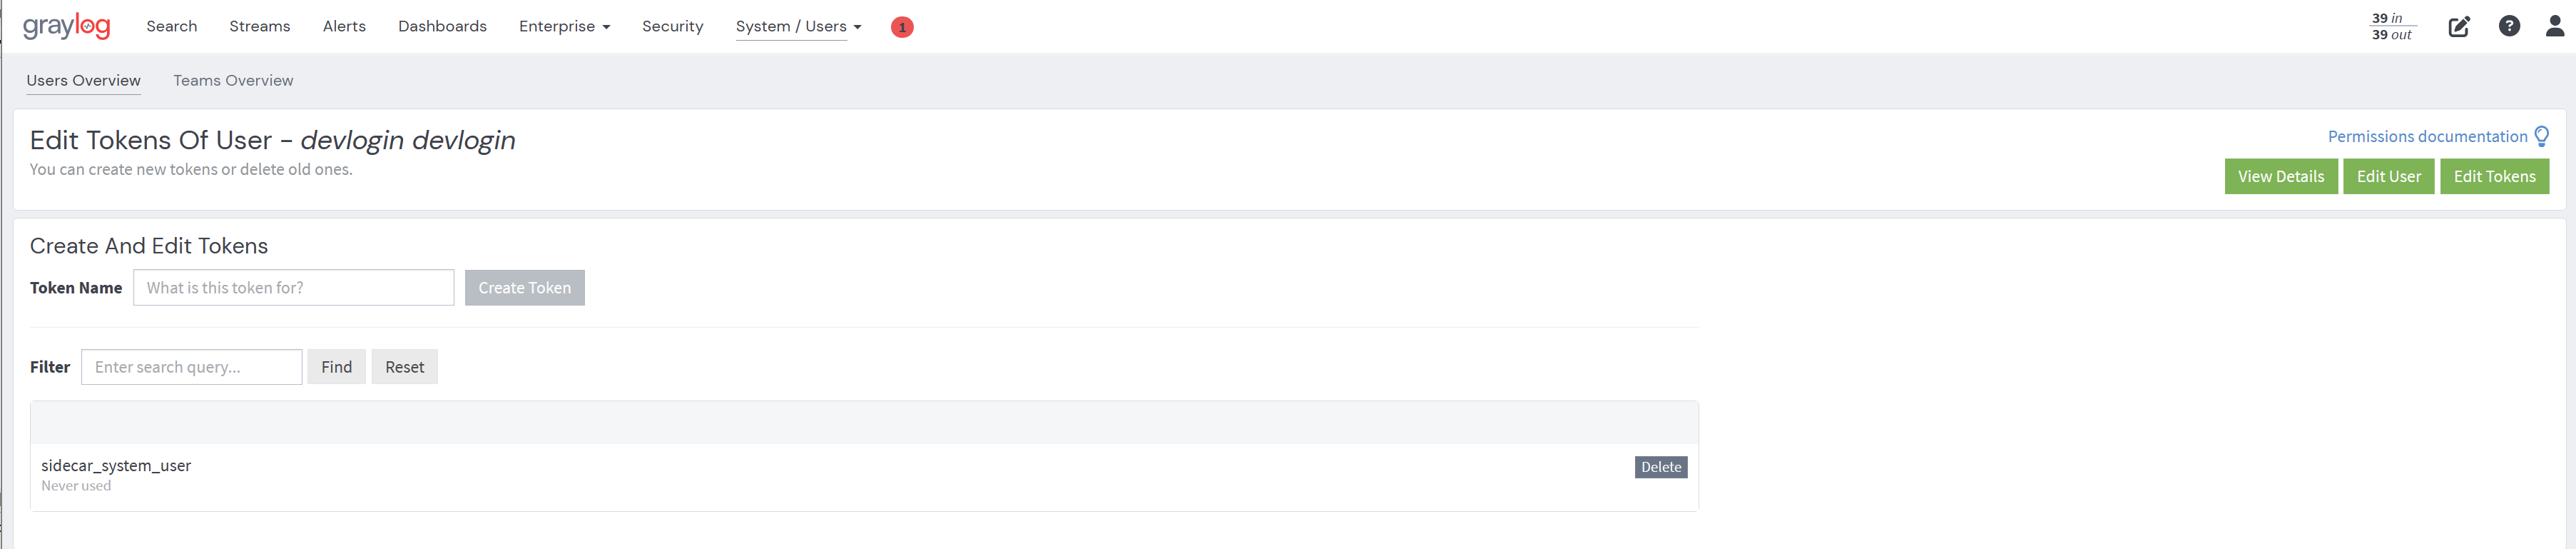 graylog Search Streams Alerts Dashboards Enterprise Security System / Users 1 39 in
39 out
Users Overview Teams Overview
Edit Tokens Of User - devlogin devlogin
Permissions documentation
You can create new tokens or delete old ones.
View Details Edit User Edit Tokens
Create And Edit Tokens
Token Name What is this token for? Create Token
Filter Enter search query... Find Reset
sidecar_system_user Delete
Never used